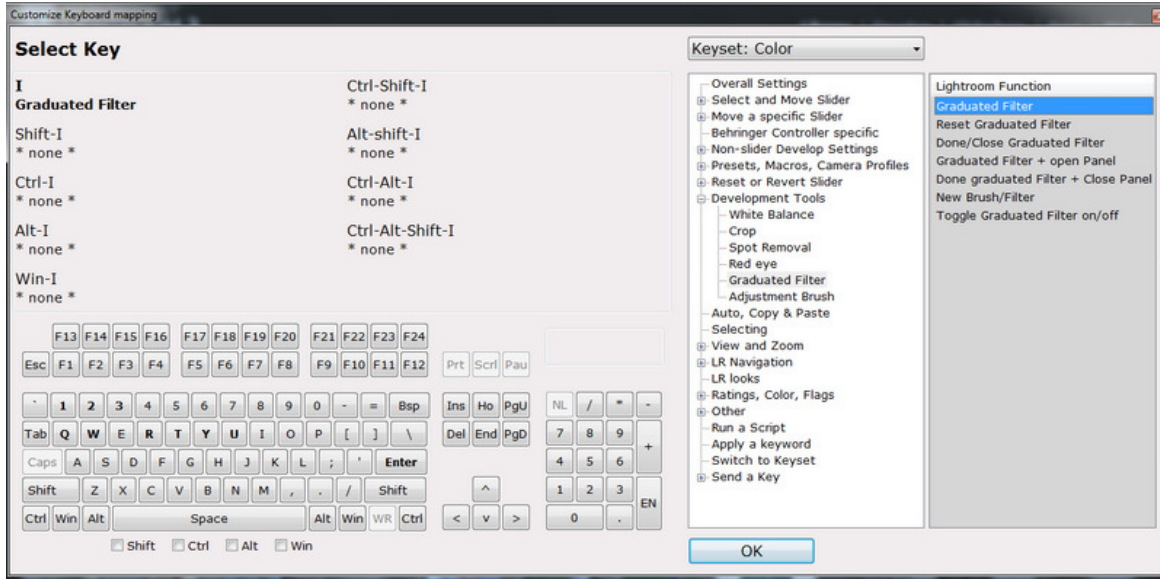 Customize Keyboard mapping
Select Key
Keyset: Color
I
Graduated Filter
Ctrl-Shift-I
* none *
Shift-I
* none *
Alt-shift-I
* none *
Ctrl-I
* none *
Ctrl-Alt-I
* none *
Alt-I
* none *
Ctrl-Alt-Shift-I
* none *
Win-I
* none *
F13 F14 F15 F16 F17 F18 F19 F20 F21 F22 F23 F24
Esc F1 F2 F3 F4 F5 F6 F7 F8 F9 F10 F11 F12 Prt Scrl Pau
` 1 2 3 4 5 6 7 8 9 0 - = Bsp Ins Ho PgU NL / * -
Tab Q W E R T Y U I O P [ ] \ Del End PgD 7 8 9 +
Caps A S D F G H J K L ; ' Enter 4 5 6
Shift Z X C V B N M , . / Shift ^ 1 2 3 EN
Ctrl Win Alt Space Alt Win WR Ctrl < v > 0 .
Shift Ctrl Alt Win
Overall Settings
Select and Move Slider
Move a specific Slider
Behringer Controller specific
Non-slider Develop Settings
Presets, Macros, Camera Profiles
Reset or Revert Slider
Development Tools
White Balance
Crop
Spot Removal
Red eye
Graduated Filter
Adjustment Brush
Auto, Copy & Paste
Selecting
View and Zoom
LR Navigation
LR looks
Ratings, Color, Flags
Other
Run a Script
Apply a keyword
Switch to Keyset
Send a Key
Lightroom Function
Graduated Filter
Reset Graduated Filter
Done/Close Graduated Filter
Graduated Filter + open Panel
Done graduated Filter + Close Panel
New Brush/Filter
Toggle Graduated Filter on/off
OK